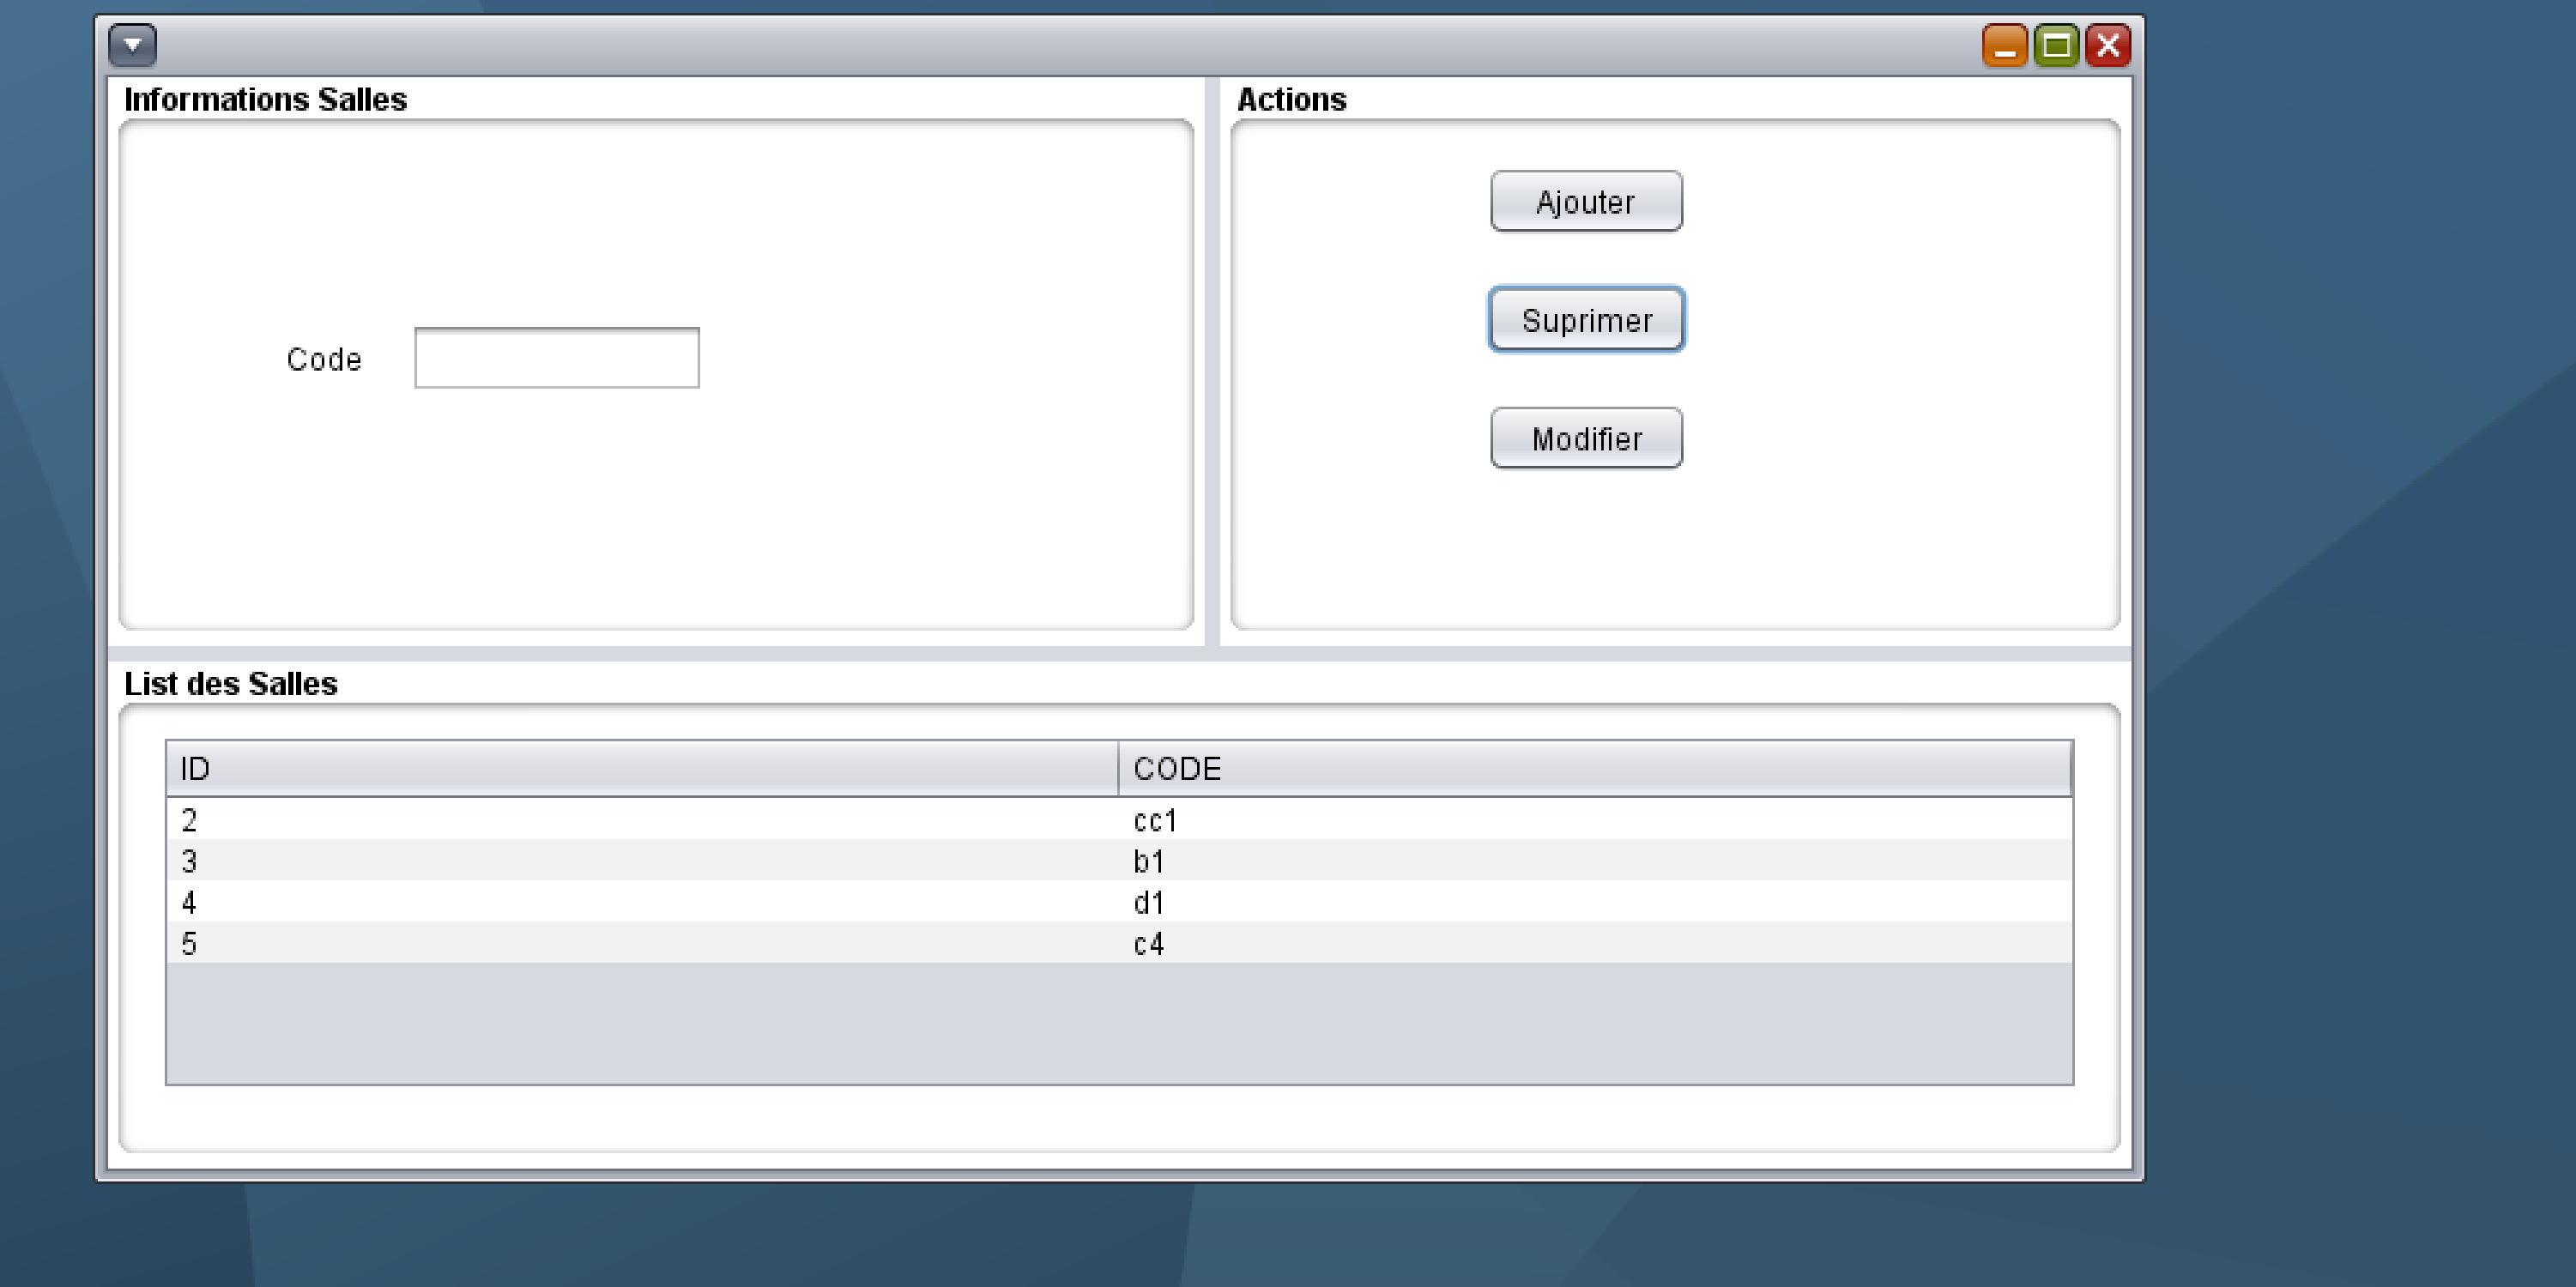 Informations Salles
Code
Actions
Ajouter
Suprimer
Modifier
List des Salles
ID CODE
2 cc1
3 b1
4 d1
5 c4